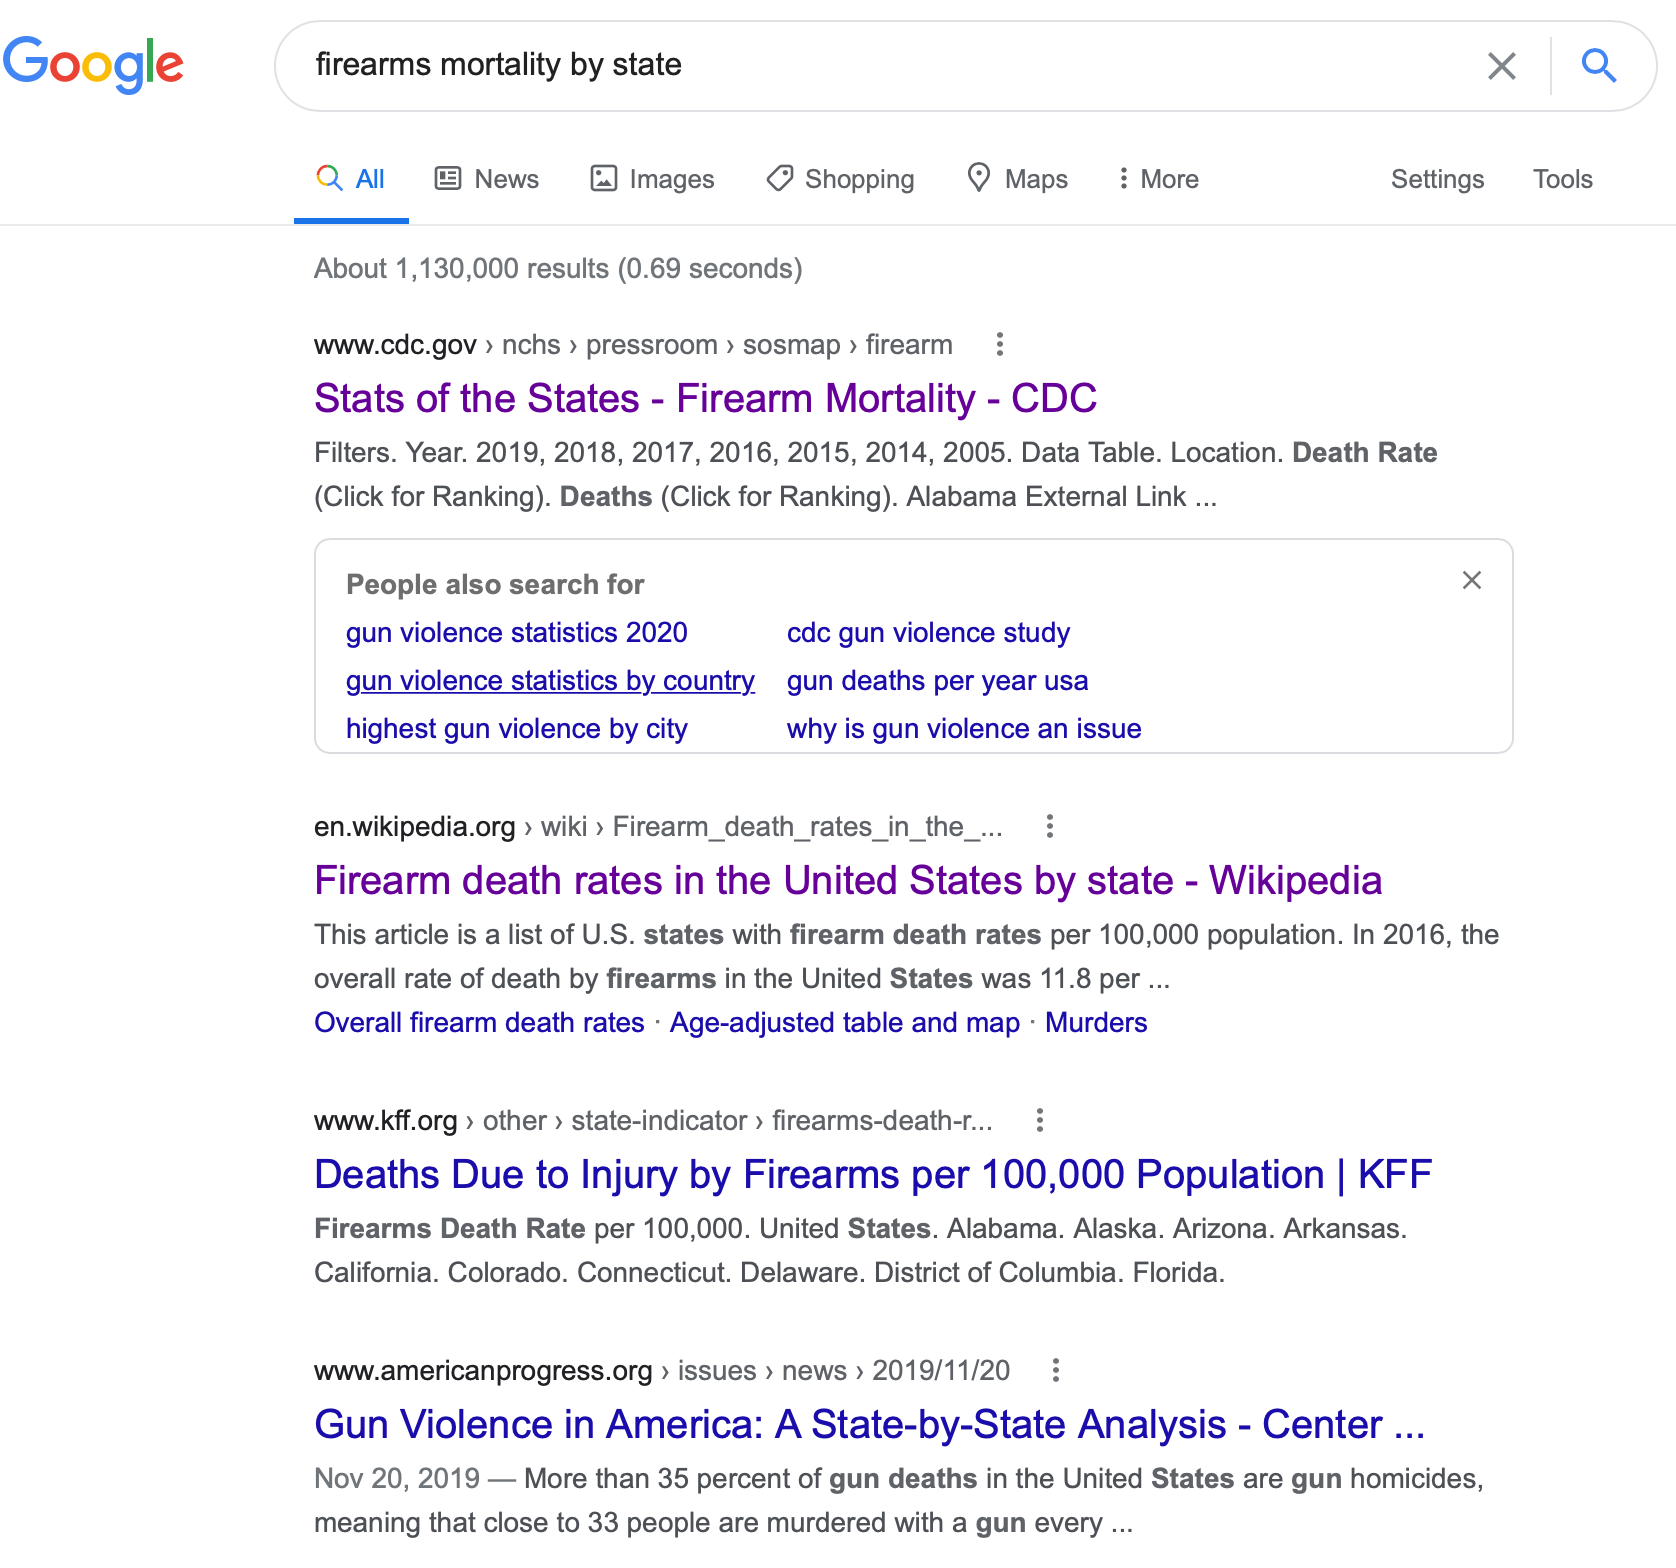 Google
firearms mortality by state
All News Images Shopping Maps More Settings Tools
About 1,130,000 results (0.69 seconds)
www.cdc.gov › nchs › pressroom › sosmap › firearm
Stats of the States - Firearm Mortality - CDC
Filters. Year. 2019, 2018, 2017, 2016, 2015, 2014, 2005. Data Table. Location. Death Rate
(Click for Ranking). Deaths (Click for Ranking). Alabama External Link ...
People also search for
gun violence statistics 2020 cdc gun violence study
gun violence statistics by country gun deaths per year usa
highest gun violence by city why is gun violence an issue
en.wikipedia.org › wiki › Firearm_death_rates_in_the_...
Firearm death rates in the United States by state - Wikipedia
This article is a list of U.S. states with firearm death rates per 100,000 population. In 2016, the
overall rate of death by firearms in the United States was 11.8 per ...
Overall firearm death rates · Age-adjusted table and map · Murders
www.kff.org › other › state-indicator › firearms-death-r...
Deaths Due to Injury by Firearms per 100,000 Population | KFF
Firearms Death Rate per 100,000. United States. Alabama. Alaska. Arizona. Arkansas.
California. Colorado. Connecticut. Delaware. District of Columbia. Florida.
www.americanprogress.org › issues › news › 2019/11/20
Gun Violence in America: A State-by-State Analysis - Center ...
Nov 20, 2019 — More than 35 percent of gun deaths in the United States are gun homicides,
meaning that close to 33 people are murdered with a gun every ...